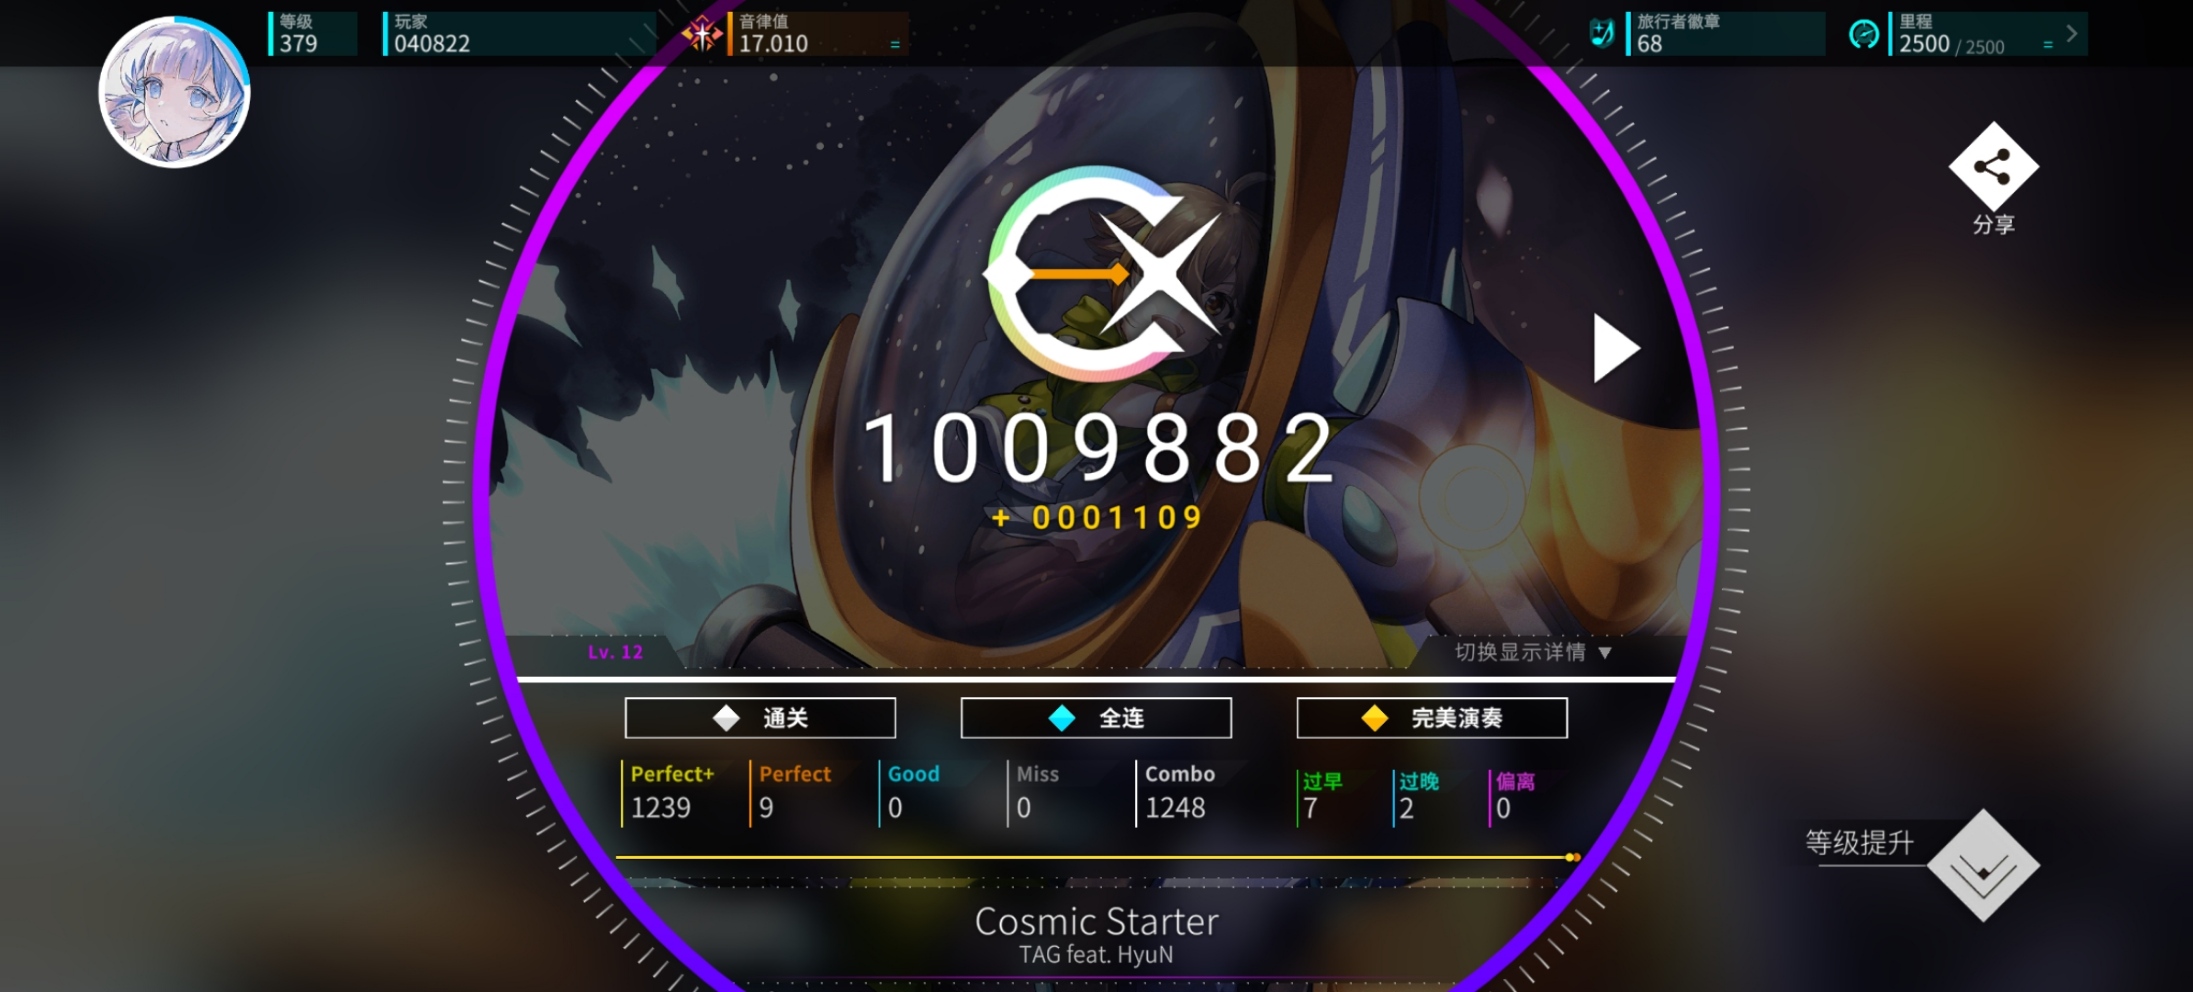 等级
379
玩家
040822
音律值
17.010
=
旅行者徽章
68
里程
2500 / 2500
=
分享
EX
1009882
+ 0001109
Lv. 12
切换显示详情 ▼
通关
全连
完美演奏
Perfect+
1239
Perfect
9
Good
0
Miss
0
Combo
1248
过早
7
过晚
2
偏离
0
等级提升
Cosmic Starter
TAG feat. HyuN